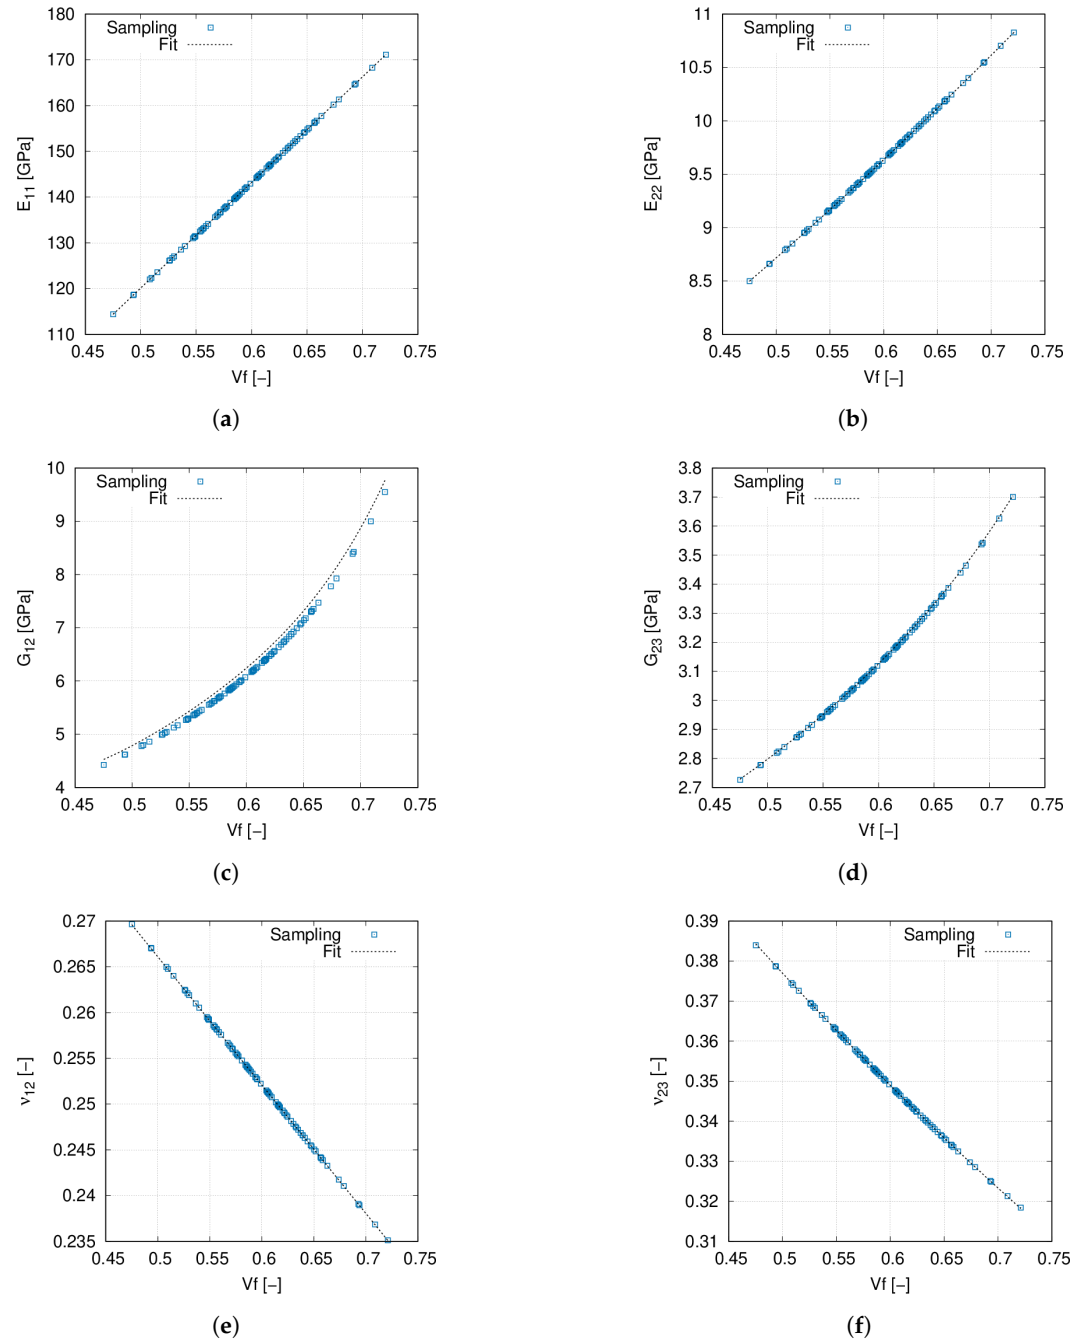 180
170
160
150
140
130
120
110
0.45 0.5 0.55 0.6 0.65 0.7 0.75
E11 [GPa]
Vf [−]
Sampling
Fit
(a)
11
10.5
10
9.5
9
8.5
8
0.45 0.5 0.55 0.6 0.65 0.7 0.75
E22 [GPa]
Vf [−]
Sampling
Fit
(b)
10
9
8
7
6
5
4
0.45 0.5 0.55 0.6 0.65 0.7 0.75
G12 [GPa]
Vf [−]
Sampling
Fit
(c)
3.8
3.7
3.6
3.5
3.4
3.3
3.2
3.1
3
2.9
2.8
2.7
0.45 0.5 0.55 0.6 0.65 0.7 0.75
G23 [GPa]
Vf [−]
Sampling
Fit
(d)
0.27
0.265
0.26
0.255
0.25
0.245
0.24
0.235
0.45 0.5 0.55 0.6 0.65 0.7 0.75
ν12 [−]
Vf [−]
Sampling
Fit
(e)
0.39
0.38
0.37
0.36
0.35
0.34
0.33
0.32
0.31
0.45 0.5 0.55 0.6 0.65 0.7 0.75
ν23 [−]
Vf [−]
Sampling
Fit
(f)